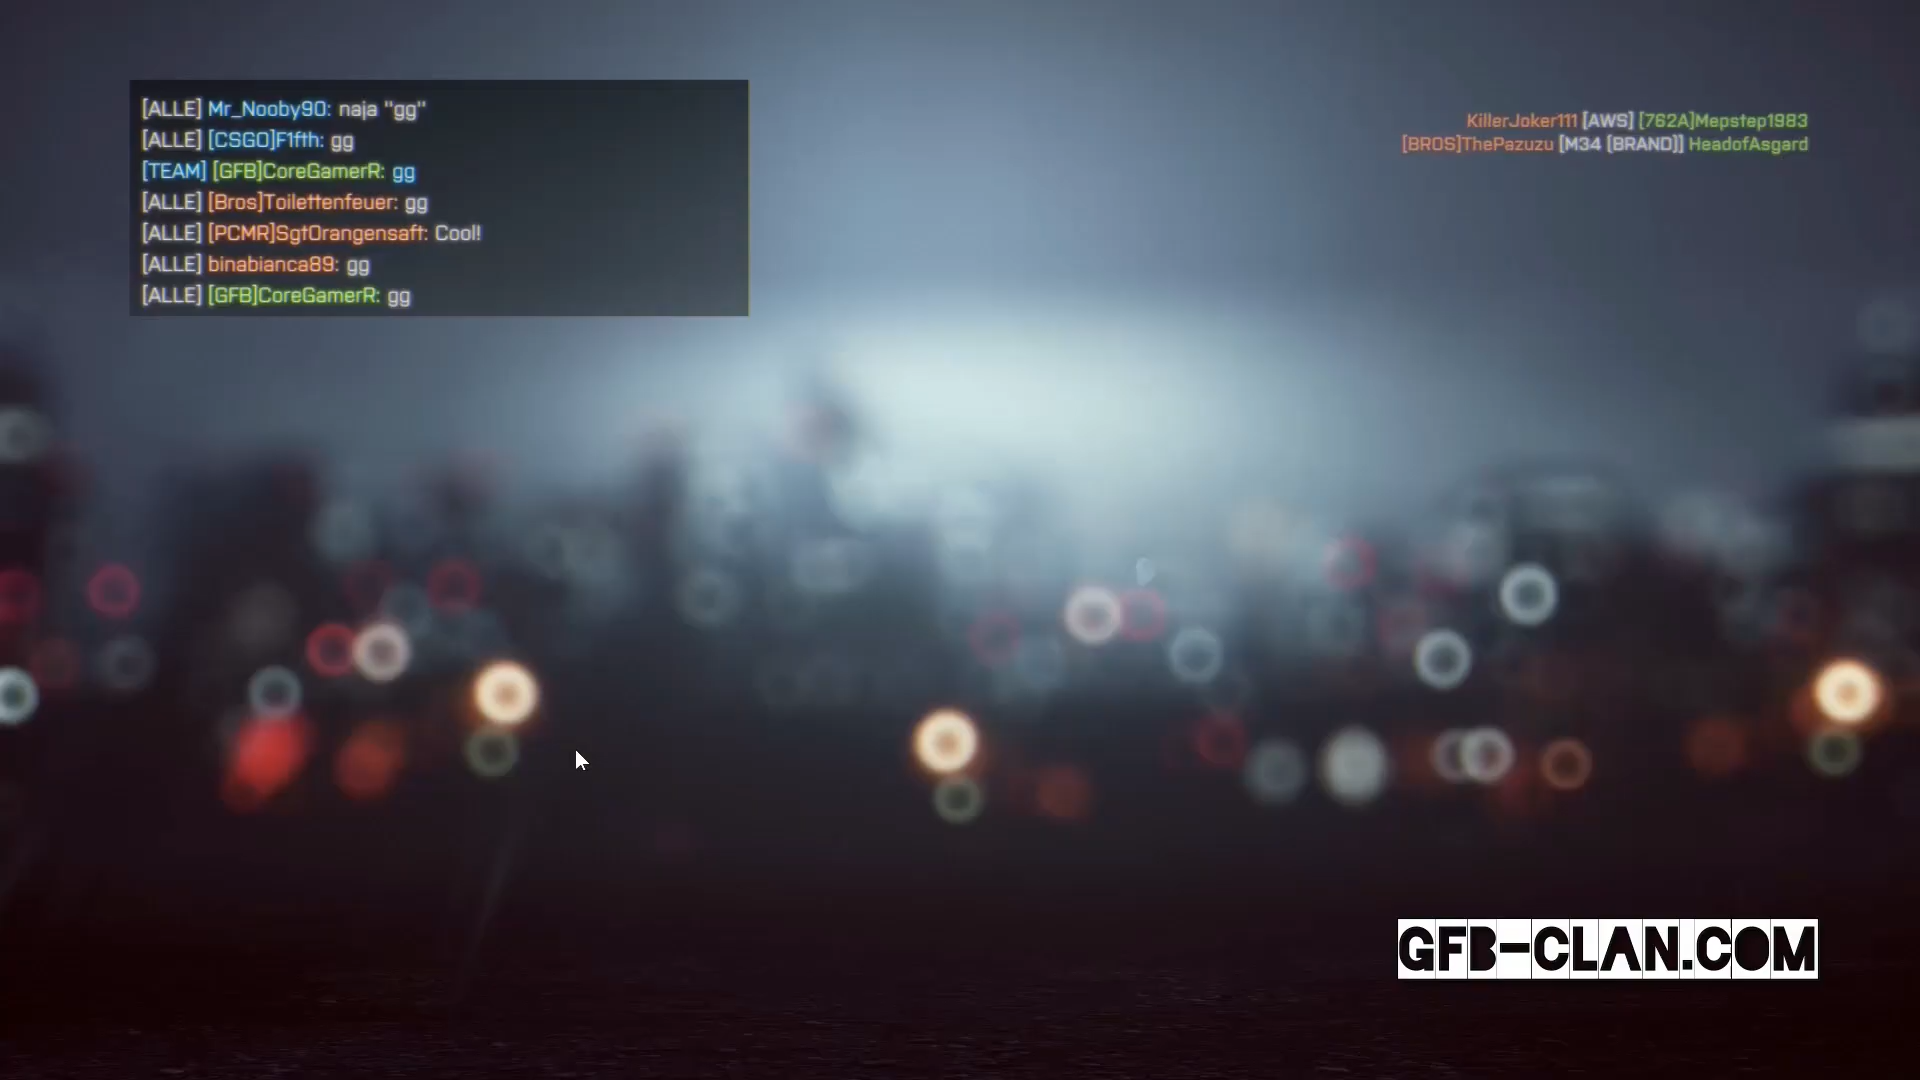 [ALLE] Mr_Nooby90: naja "gg"
[ALLE] [CSGO]F1fth: gg
[TEAM] [GFB]CoreGamerR: gg
[ALLE] [Bros]Toilettenfeuer: gg
[ALLE] [PCMR]SgtOrangensaft: Cool!
[ALLE] binabianca89: gg
[ALLE] [GFB]CoreGamerR: gg
KillerJoker111 [AWS] [762A]Mepstep1983
[BROS]ThePazuzu [M34 [BRAND]] HeadofAsgard
GFB-CLAN.COM